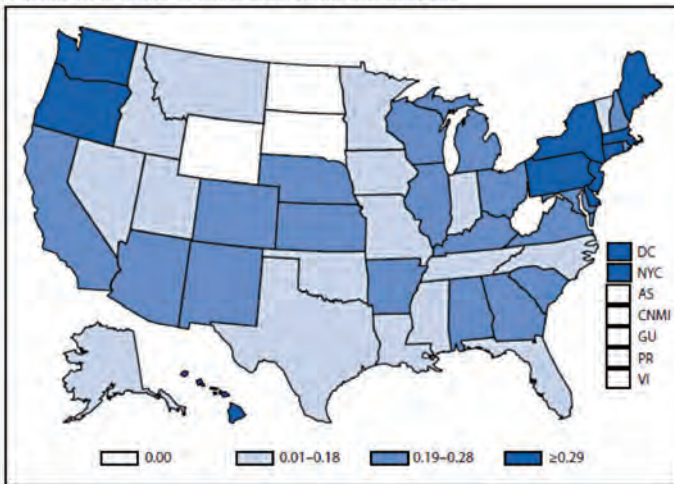 DC
NYC
AS
CNMI
GU
PR
VI
0.00
0.01–0.18
0.19–0.28
≥0.29